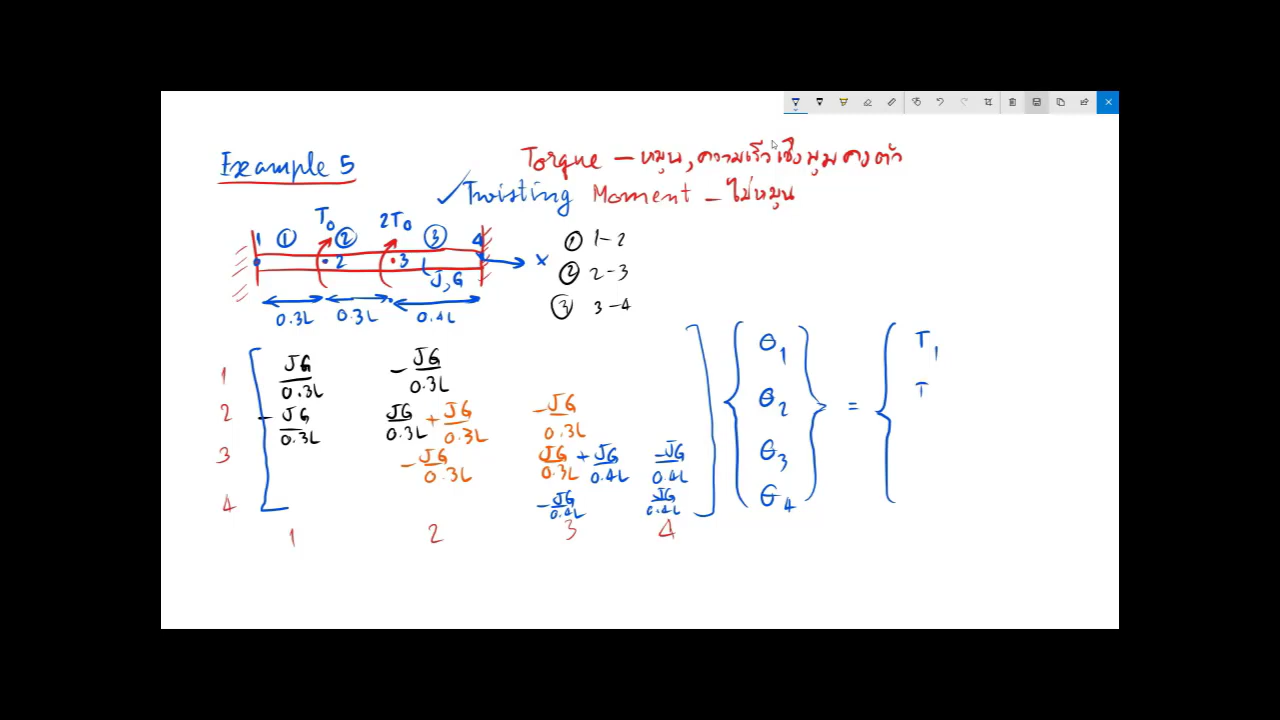 Example 5
Torque – หมุน, ความเร็วเชิงมุมคงตัว
✓ Twisting Moment – ไม่หมุน
T₀ 2T₀
1 ① ② ③ 4
2 3 x
J, G
0.3L 0.3L 0.4L
① 1–2
② 2–3
③ 3–4
1 JG/0.3L -JG/0.3L
2 -JG/0.3L JG/0.3L + JG/0.3L -JG/0.3L
3 -JG/0.3L JG/0.3L + JG/0.4L -JG/0.4L
4 -JG/0.4L JG/0.4L
1 2 3 4
θ₁
θ₂
θ₃
θ₄
=
T₁
T